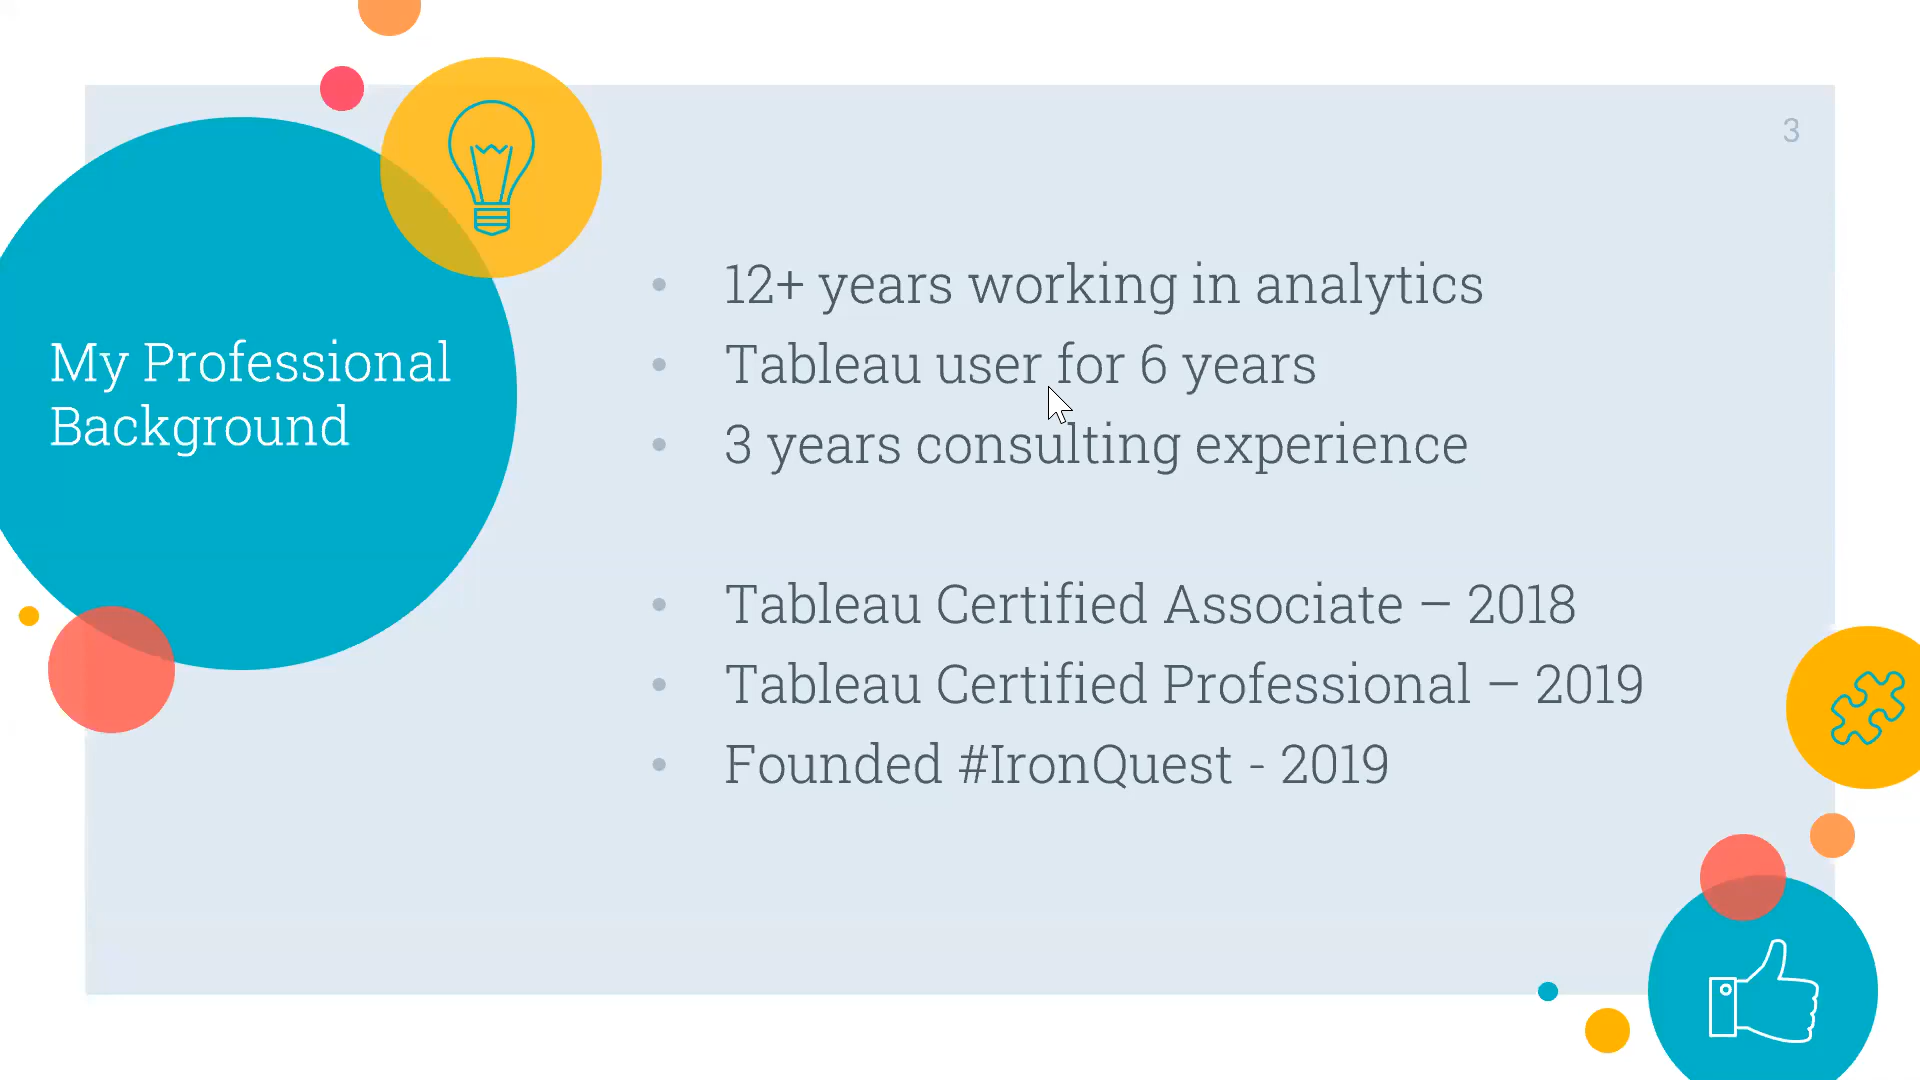 3
My Professional
Background
• 12+ years working in analytics
• Tableau user for 6 years
• 3 years consulting experience
• Tableau Certified Associate – 2018
• Tableau Certified Professional – 2019
• Founded #IronQuest - 2019